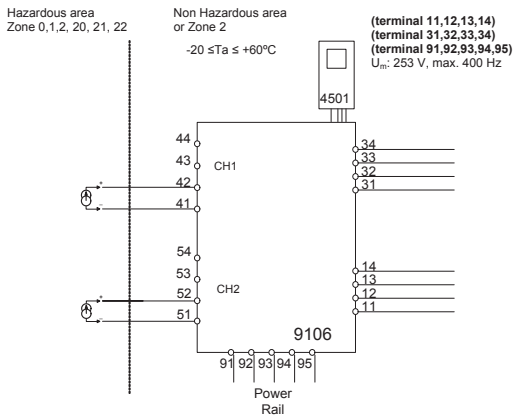 Hazardous area
Zone 0,1,2, 20, 21, 22
Non Hazardous area
or Zone 2
-20 ≤Ta ≤ +60ºC
(terminal 11,12,13,14)
(terminal 31,32,33,34)
(terminal 91,92,93,94,95)
Um: 253 V, max. 400 Hz
4501
44
43
42
41
CH1
34
33
32
31
54
53
52
51
CH2
14
13
12
11
9106
91 92 93 94 95
Power
Rail
+
-
+
-